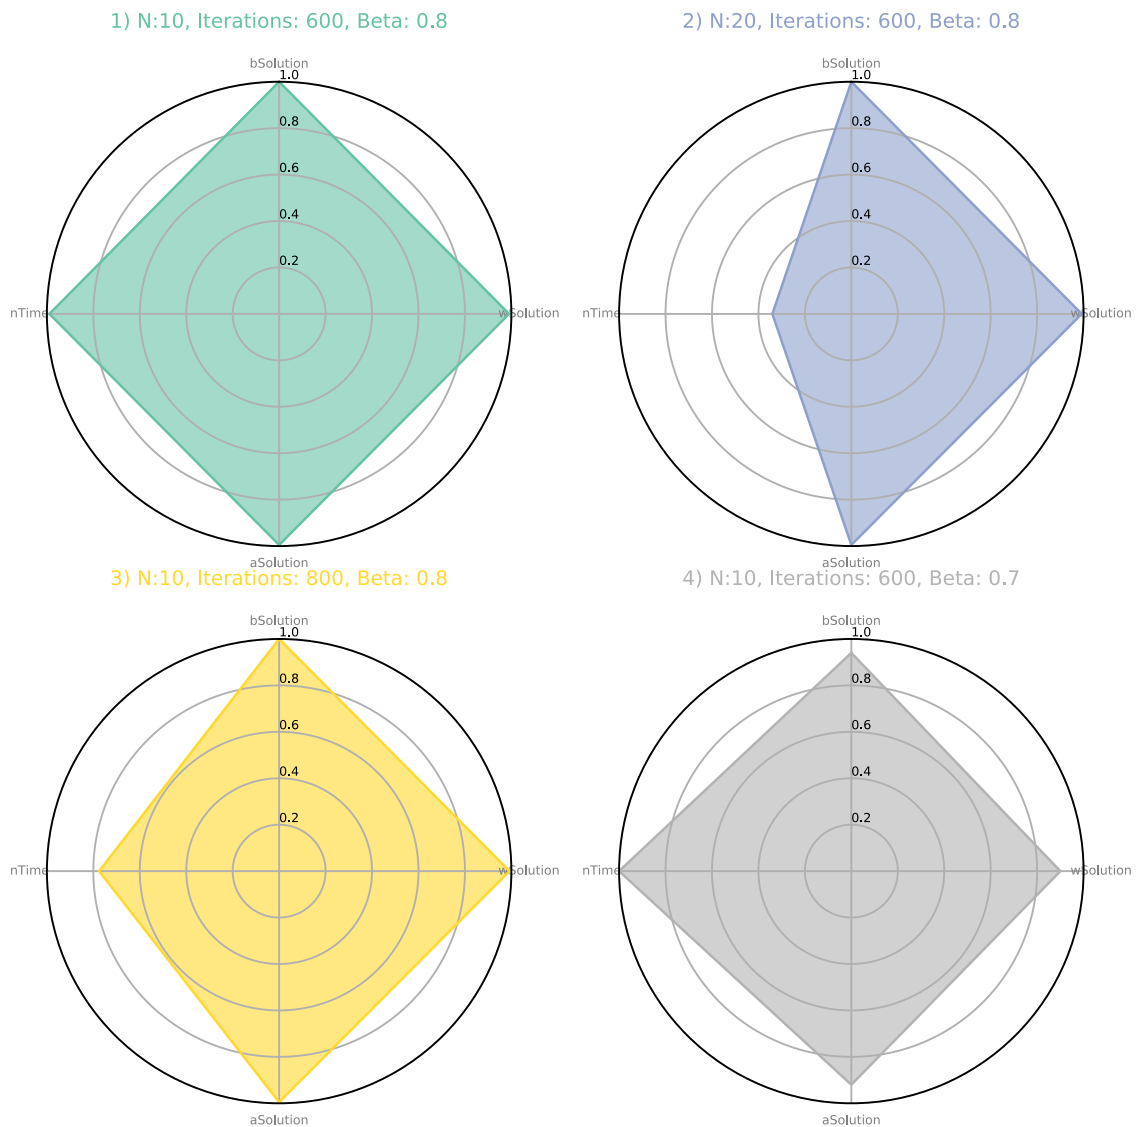 1) N:10, Iterations: 600, Beta: 0.8
bSolution
1.0
0.8
0.6
0.4
0.2
nTime
wSolution
aSolution
2) N:20, Iterations: 600, Beta: 0.8
bSolution
1.0
0.8
0.6
0.4
0.2
nTime
wSolution
aSolution
3) N:10, Iterations: 800, Beta: 0.8
bSolution
1.0
0.8
0.6
0.4
0.2
nTime
wSolution
aSolution
4) N:10, Iterations: 600, Beta: 0.7
bSolution
1.0
0.8
0.6
0.4
0.2
nTime
wSolution
aSolution